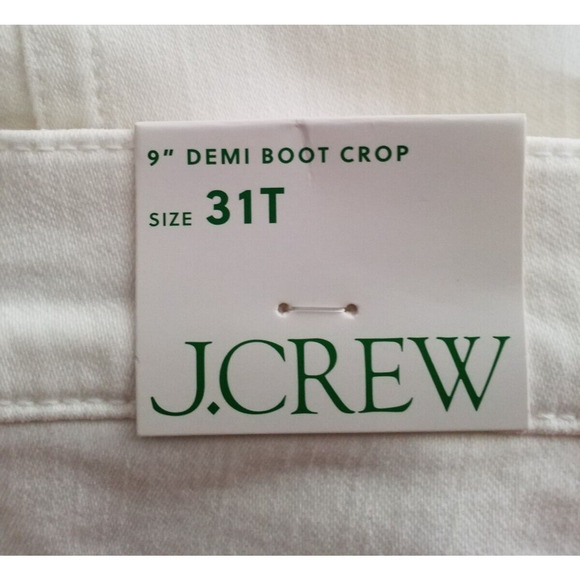 9" DEMI BOOT CROP
SIZE 31T
J.CREW